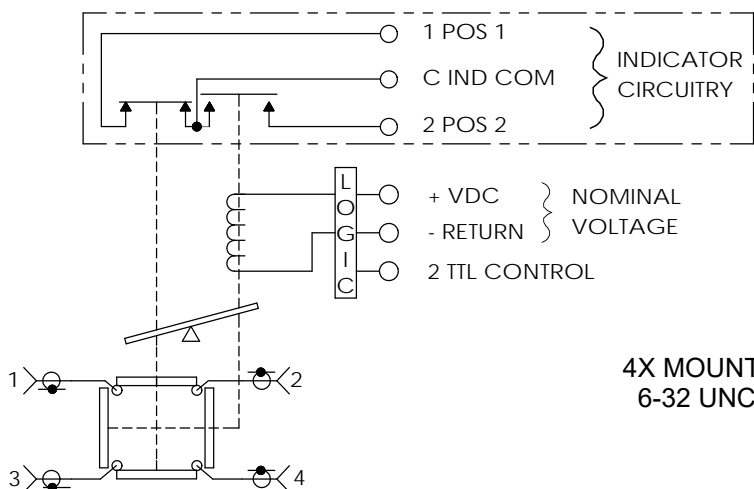 1 POS 1
C IND COM
2 POS 2
INDICATOR
CIRCUITRY
LOGIC
+ VDC
- RETURN
2 TTL CONTROL
NOMINAL
VOLTAGE
1
2
3
4
4X MOUNT
6-32 UNC